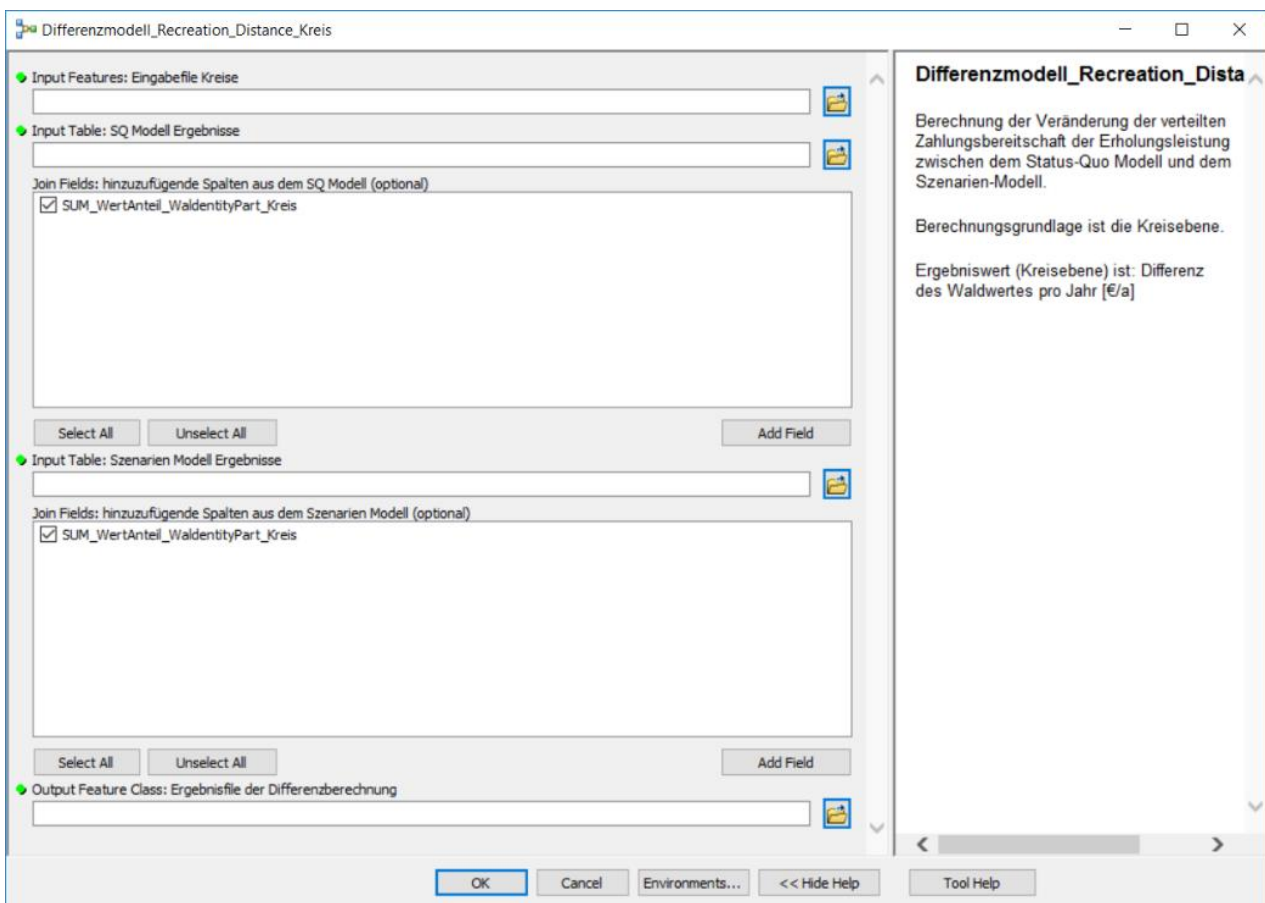 Differenzmodell_Recreation_Distance_Kreis
Input Features: Eingabefile Kreise
Input Table: SQ Modell Ergebnisse
Join Fields: hinzuzufügende Spalten aus dem SQ Modell (optional)
SUM_WertAnteil_WaldentityPart_Kreis
Select All
Unselect All
Add Field
Input Table: Szenarien Modell Ergebnisse
Join Fields: hinzuzufügende Spalten aus dem Szenarien Modell (optional)
SUM_WertAnteil_WaldentityPart_Kreis
Select All
Unselect All
Add Field
Output Feature Class: Ergebnisfile der Differenzberechnung
Differenzmodell_Recreation_Dista
Berechnung der Veränderung der verteilten
Zahlungsbereitschaft der Erholungsleistung
zwischen dem Status-Quo Modell und dem
Szenarien-Modell.
Berechnungsgrundlage ist die Kreisebene.
Ergebniswert (Kreisebene) ist: Differenz
des Waldwertes pro Jahr [€/a]
OK
Cancel
Environments...
<< Hide Help
Tool Help